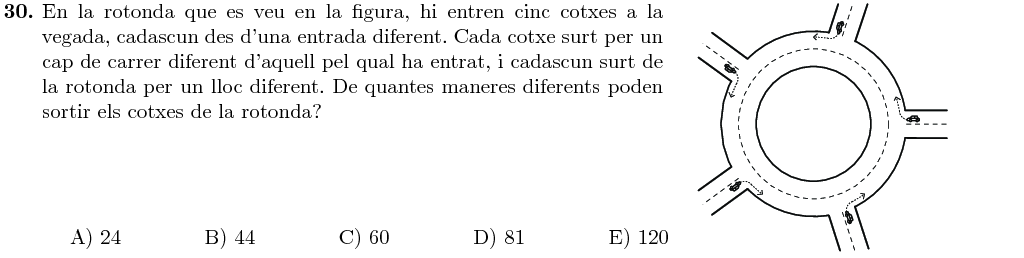 30. En la rotonda que es veu en la figura, hi entren cinc cotxes a la
vegada, cadascun des d'una entrada diferent. Cada cotxe surt per un
cap de carrer diferent d'aquell pel qual ha entrat, i cadascun surt de
la rotonda per un lloc diferent. De quantes maneres diferents poden
sortir els cotxes de la rotonda?
A) 24 B) 44 C) 60 D) 81 E) 120